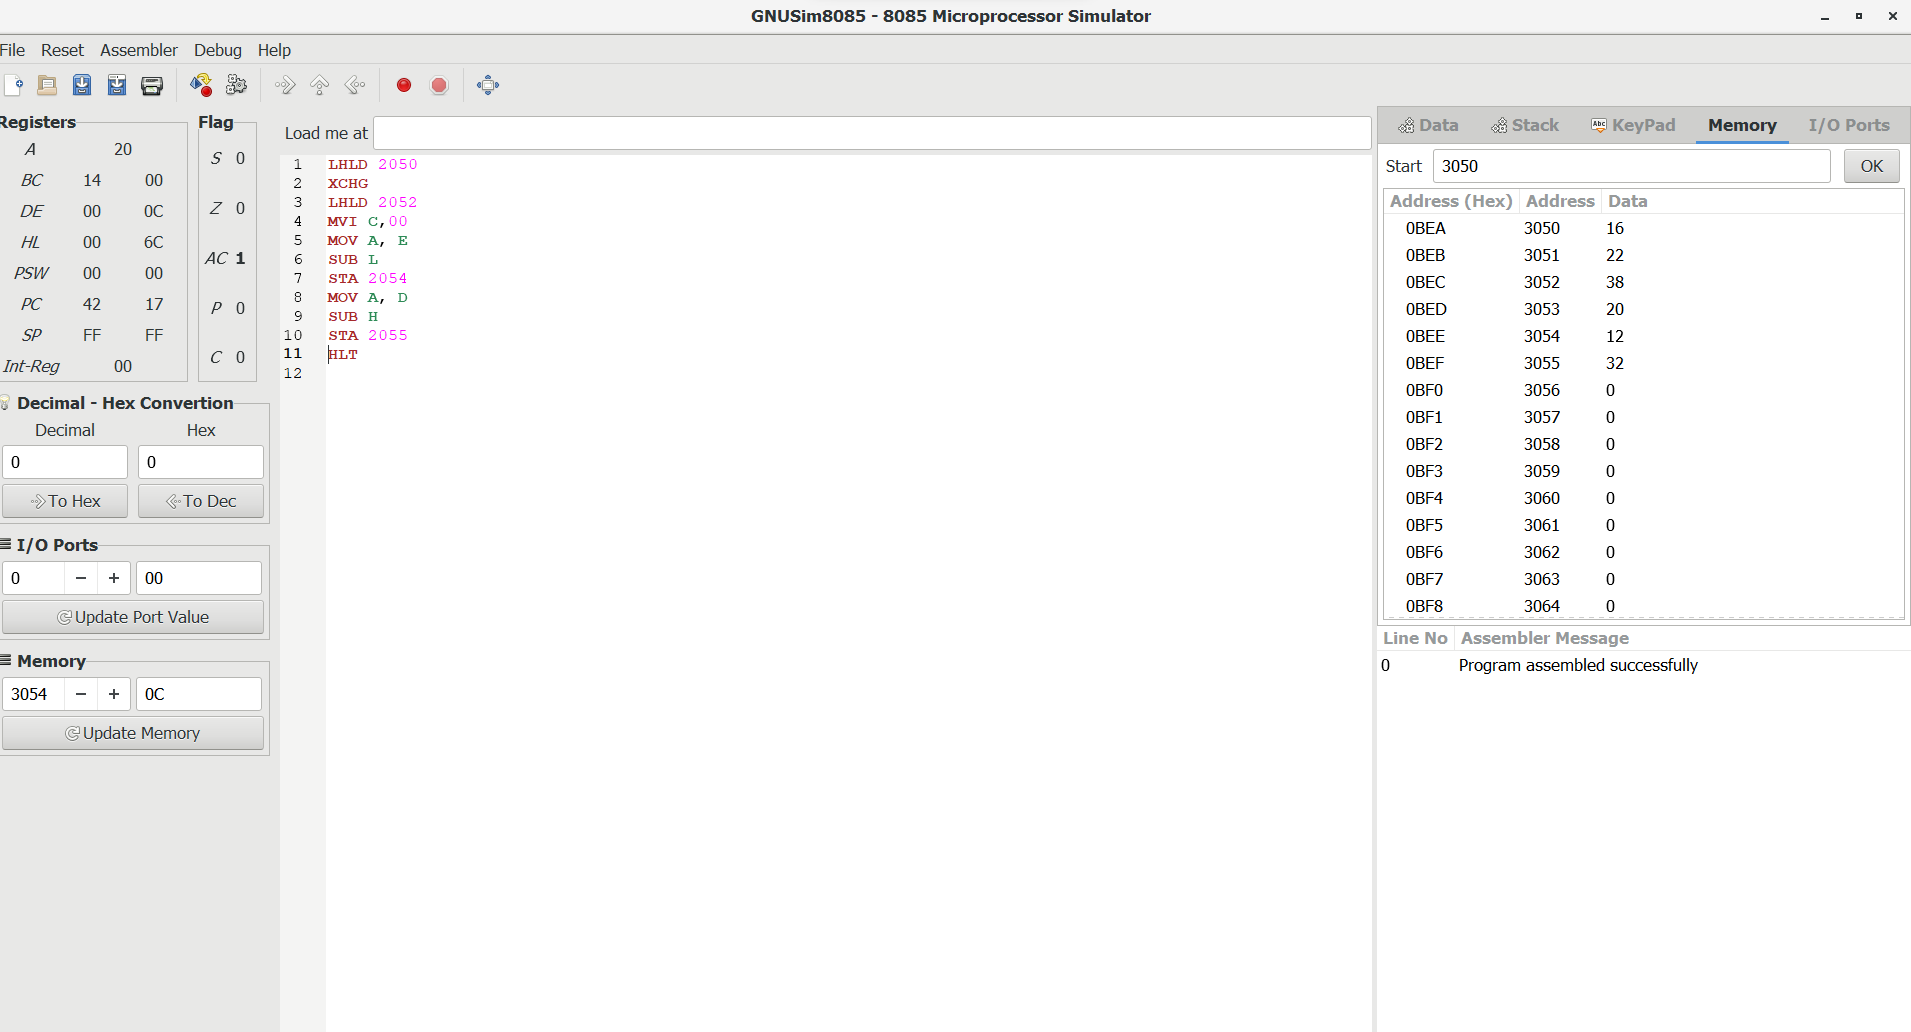 GNUSim8085 - 8085 Microprocessor Simulator
File Reset Assembler Debug Help
Registers
A 20
BC 14 00
DE 00 0C
HL 00 6C
PSW 00 00
PC 42 17
SP FF FF
Int-Reg 00
Flag
S 0
Z 0
AC 1
P 0
C 0
Decimal - Hex Convertion
Decimal Hex
0 0
To Hex To Dec
I/O Ports
0 − + 00
Update Port Value
Memory
3054 − + 0C
Update Memory
Load me at
1 LHLD 2050
2 XCHG
3 LHLD 2052
4 MVI C,00
5 MOV A, E
6 SUB L
7 STA 2054
8 MOV A, D
9 SUB H
10 STA 2055
11 HLT
12
Data Stack Abc KeyPad Memory I/O Ports
Start 3050 OK
Address (Hex) Address Data
0BEA 3050 16
0BEB 3051 22
0BEC 3052 38
0BED 3053 20
0BEE 3054 12
0BEF 3055 32
0BF0 3056 0
0BF1 3057 0
0BF2 3058 0
0BF3 3059 0
0BF4 3060 0
0BF5 3061 0
0BF6 3062 0
0BF7 3063 0
0BF8 3064 0
Line No Assembler Message
0 Program assembled successfully